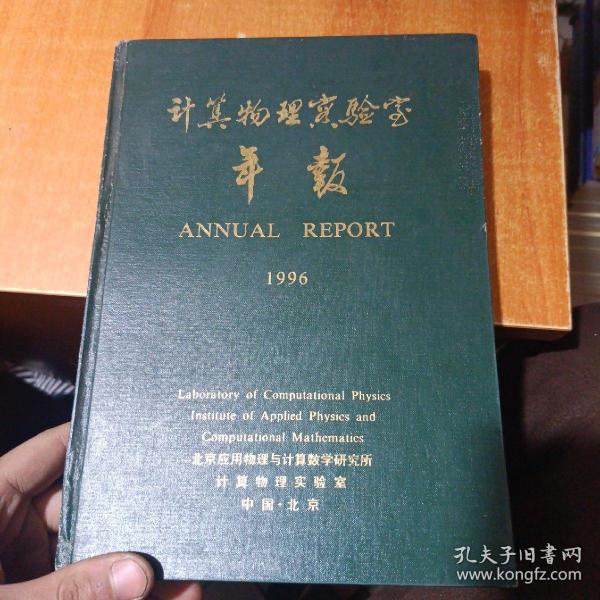 计算物理实验室
年报
ANNUAL REPORT
1996
Laboratory of Computational Physics
Institute of Applied Physics and
Computational Mathematics
北京应用物理与计算数学研究所
计算物理实验室
中国·北京
孔夫子旧书网
www.kongfz.com